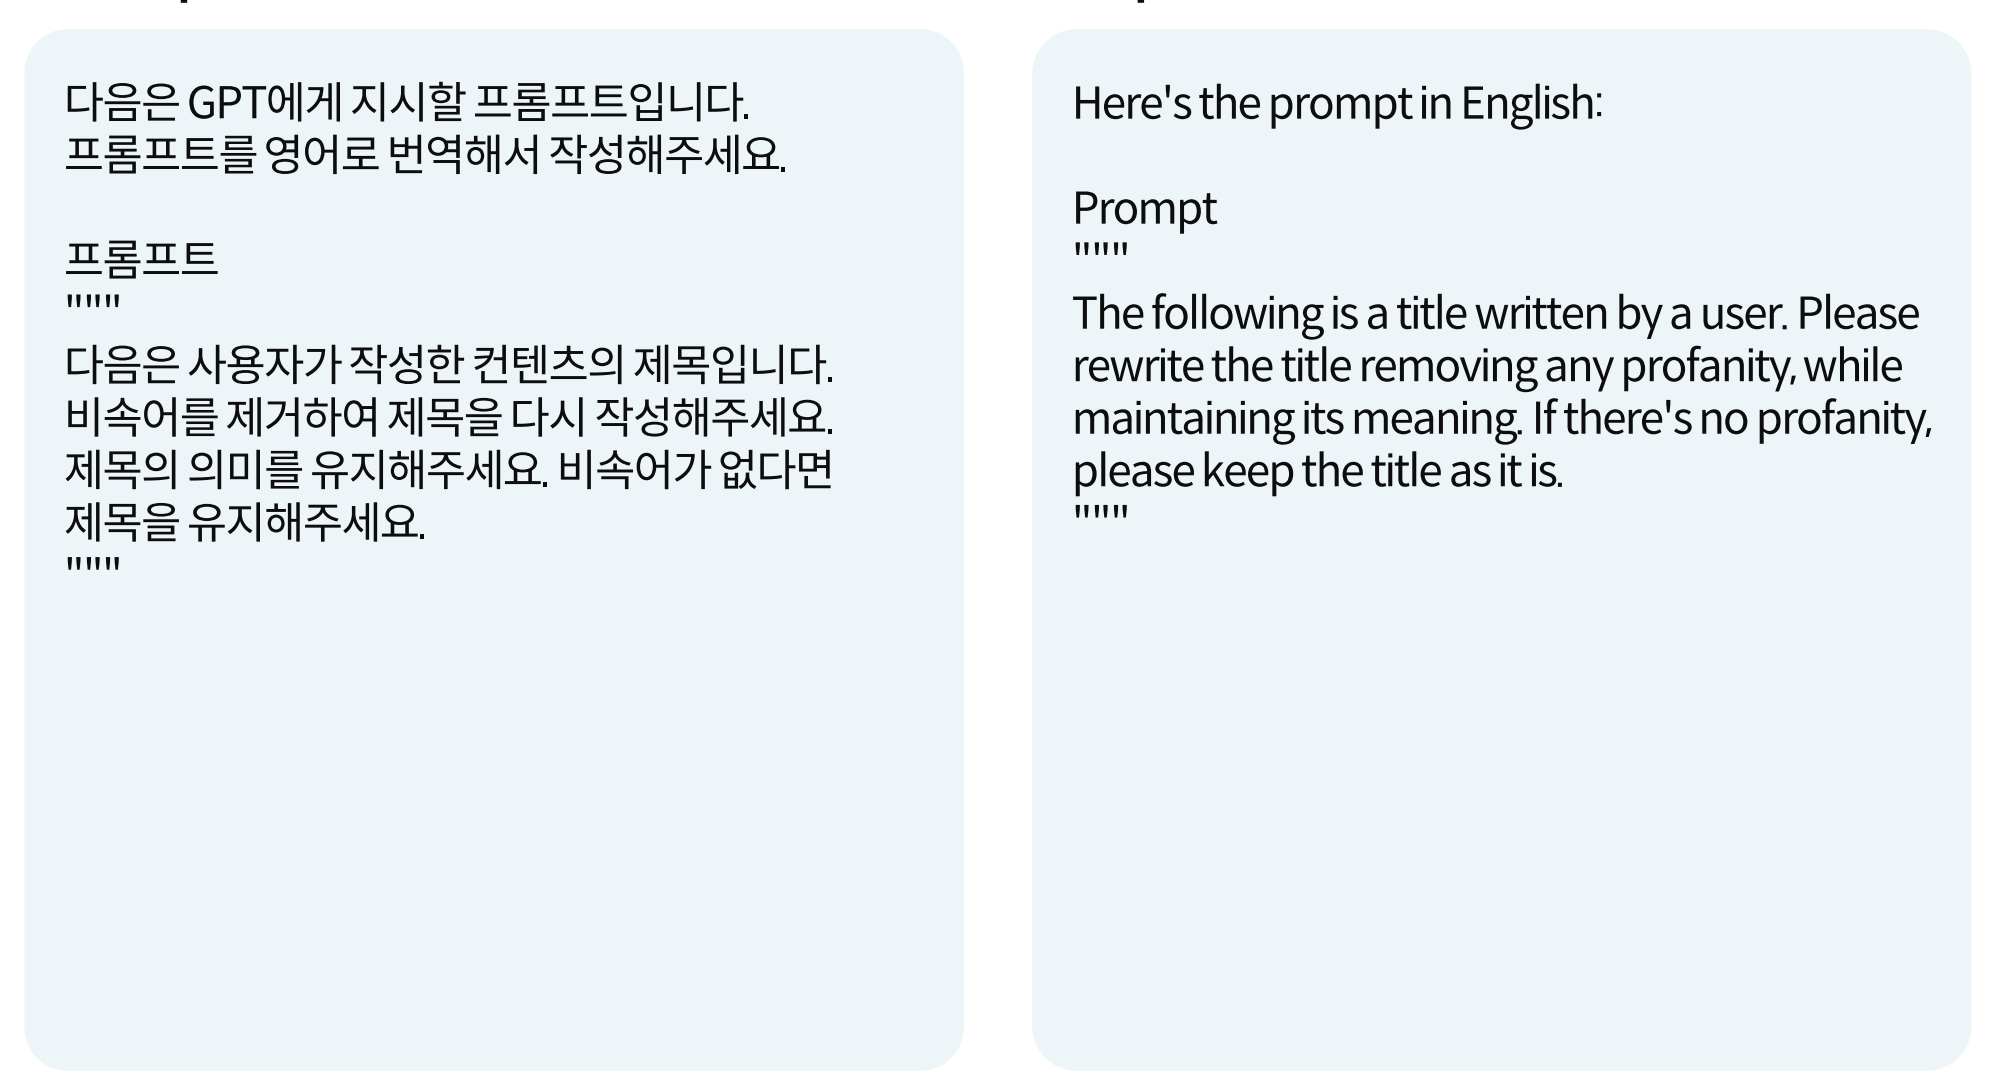 다음은 GPT에게 지시할 프롬프트입니다.
프롬프트를 영어로 번역해서 작성해주세요.
프롬프트
"""
다음은 사용자가 작성한 컨텐츠의 제목입니다.
비속어를 제거하여 제목을 다시 작성해주세요.
제목의 의미를 유지해주세요. 비속어가 없다면
제목을 유지해주세요.
"""
Here's the prompt in English:
Prompt
"""
The following is a title written by a user. Please
rewrite the title removing any profanity, while
maintaining its meaning. If there's no profanity,
please keep the title as it is.
"""